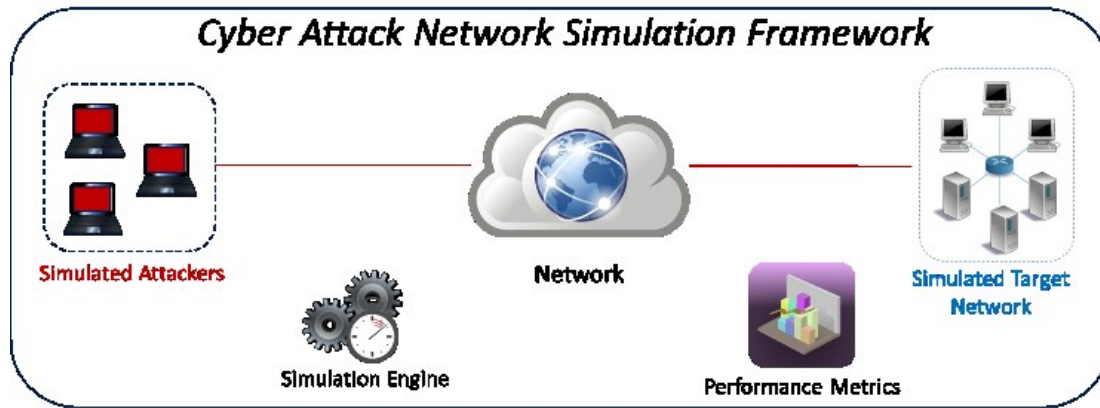 Cyber Attack Network Simulation Framework
Simulated Attackers
Network
Simulated Target
Network
Simulation Engine
Performance Metrics